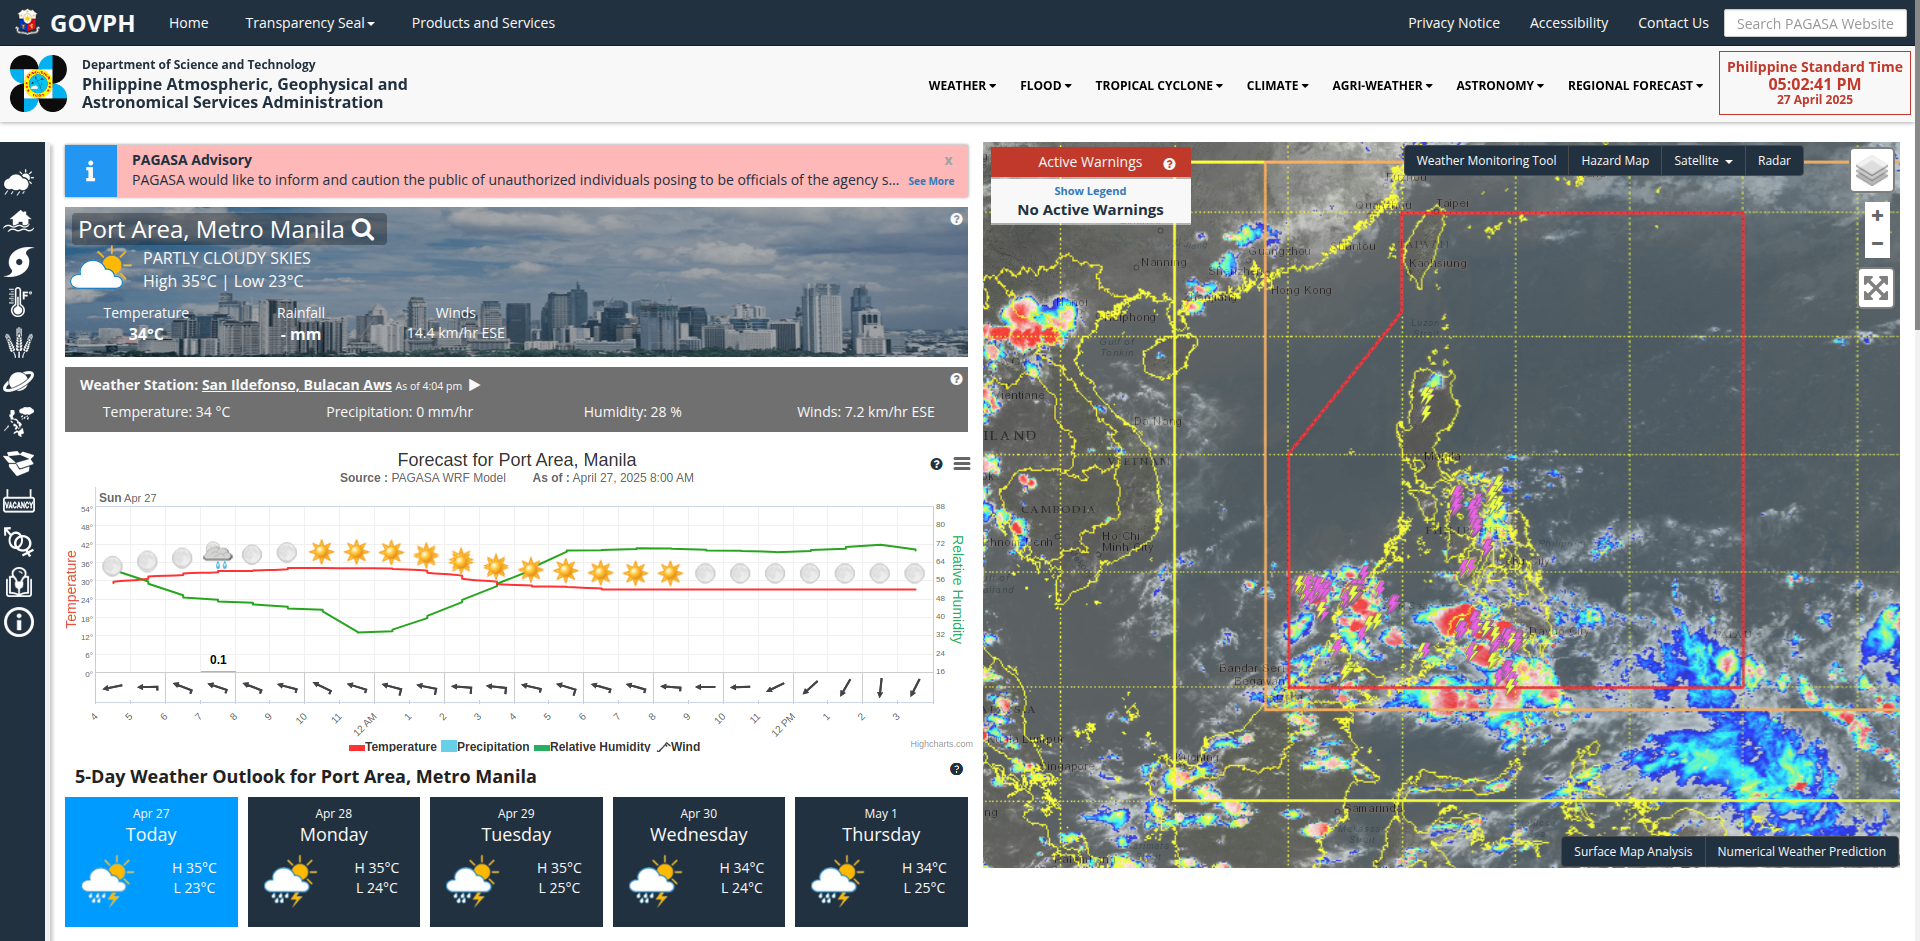 GOVPH
Home
Transparency Seal
Products and Services
Privacy Notice
Accessibility
Contact Us
Search PAGASA Website
Department of Science and Technology
Philippine Atmospheric, Geophysical and
Astronomical Services Administration
WEATHER
FLOOD
TROPICAL CYCLONE
CLIMATE
AGRI-WEATHER
ASTRONOMY
REGIONAL FORECAST
Philippine Standard Time
05:02:41 PM
27 April 2025
VACANCY
PAGASA Advisory
x
PAGASA would like to inform and caution the public of unauthorized individuals posing to be officials of the agency s... See More
Port Area, Metro Manila
PARTLY CLOUDY SKIES
High 35°C | Low 23°C
Temperature
34°C
Rainfall
- mm
Winds
14.4 km/hr ESE
Weather Station: San Ildefonso, Bulacan Aws As of 4:04 pm
Temperature: 34 °C
Precipitation: 0 mm/hr
Humidity: 28 %
Winds: 7.2 km/hr ESE
Forecast for Port Area, Manila
Source : PAGASA WRF Model As of : April 27, 2025 8:00 AM
Sun Apr 27
Temperature
54°
48°
42°
36°
30°
24°
18°
12°
6°
0°
0.1
88
80
72
64
56
48
40
32
24
16
Relative Humidity
4 5 6 7 8 9 10 11 12 AM 1 2 3 4 5 6 7 8 9 10 11 12 PM 1 2 3
Temperature Precipitation Relative Humidity Wind
Highcharts.com
5-Day Weather Outlook for Port Area, Metro Manila
Apr 27
Today
H 35°C
L 23°C
Apr 28
Monday
H 35°C
L 24°C
Apr 29
Tuesday
H 35°C
L 25°C
Apr 30
Wednesday
H 34°C
L 24°C
May 1
Thursday
H 34°C
L 25°C
Active Warnings
Show Legend
No Active Warnings
Weather Monitoring Tool
Hazard Map
Satellite
Radar
+
−
Taipei
Guangzhou
Nanning
Kaohsiung
Hong Kong
Hanoi
Haiphong
Gulf of
Tonkin
Luzon
Vientiane
Da Nang
VIETNAM
Manila
CAMBODIA
Ho Chi
Minh City
Davao City
Bandar Seri
Begawan
Kuala Lumpur
Singapore
Kuching
Samarinda
Surface Map Analysis
Numerical Weather Prediction